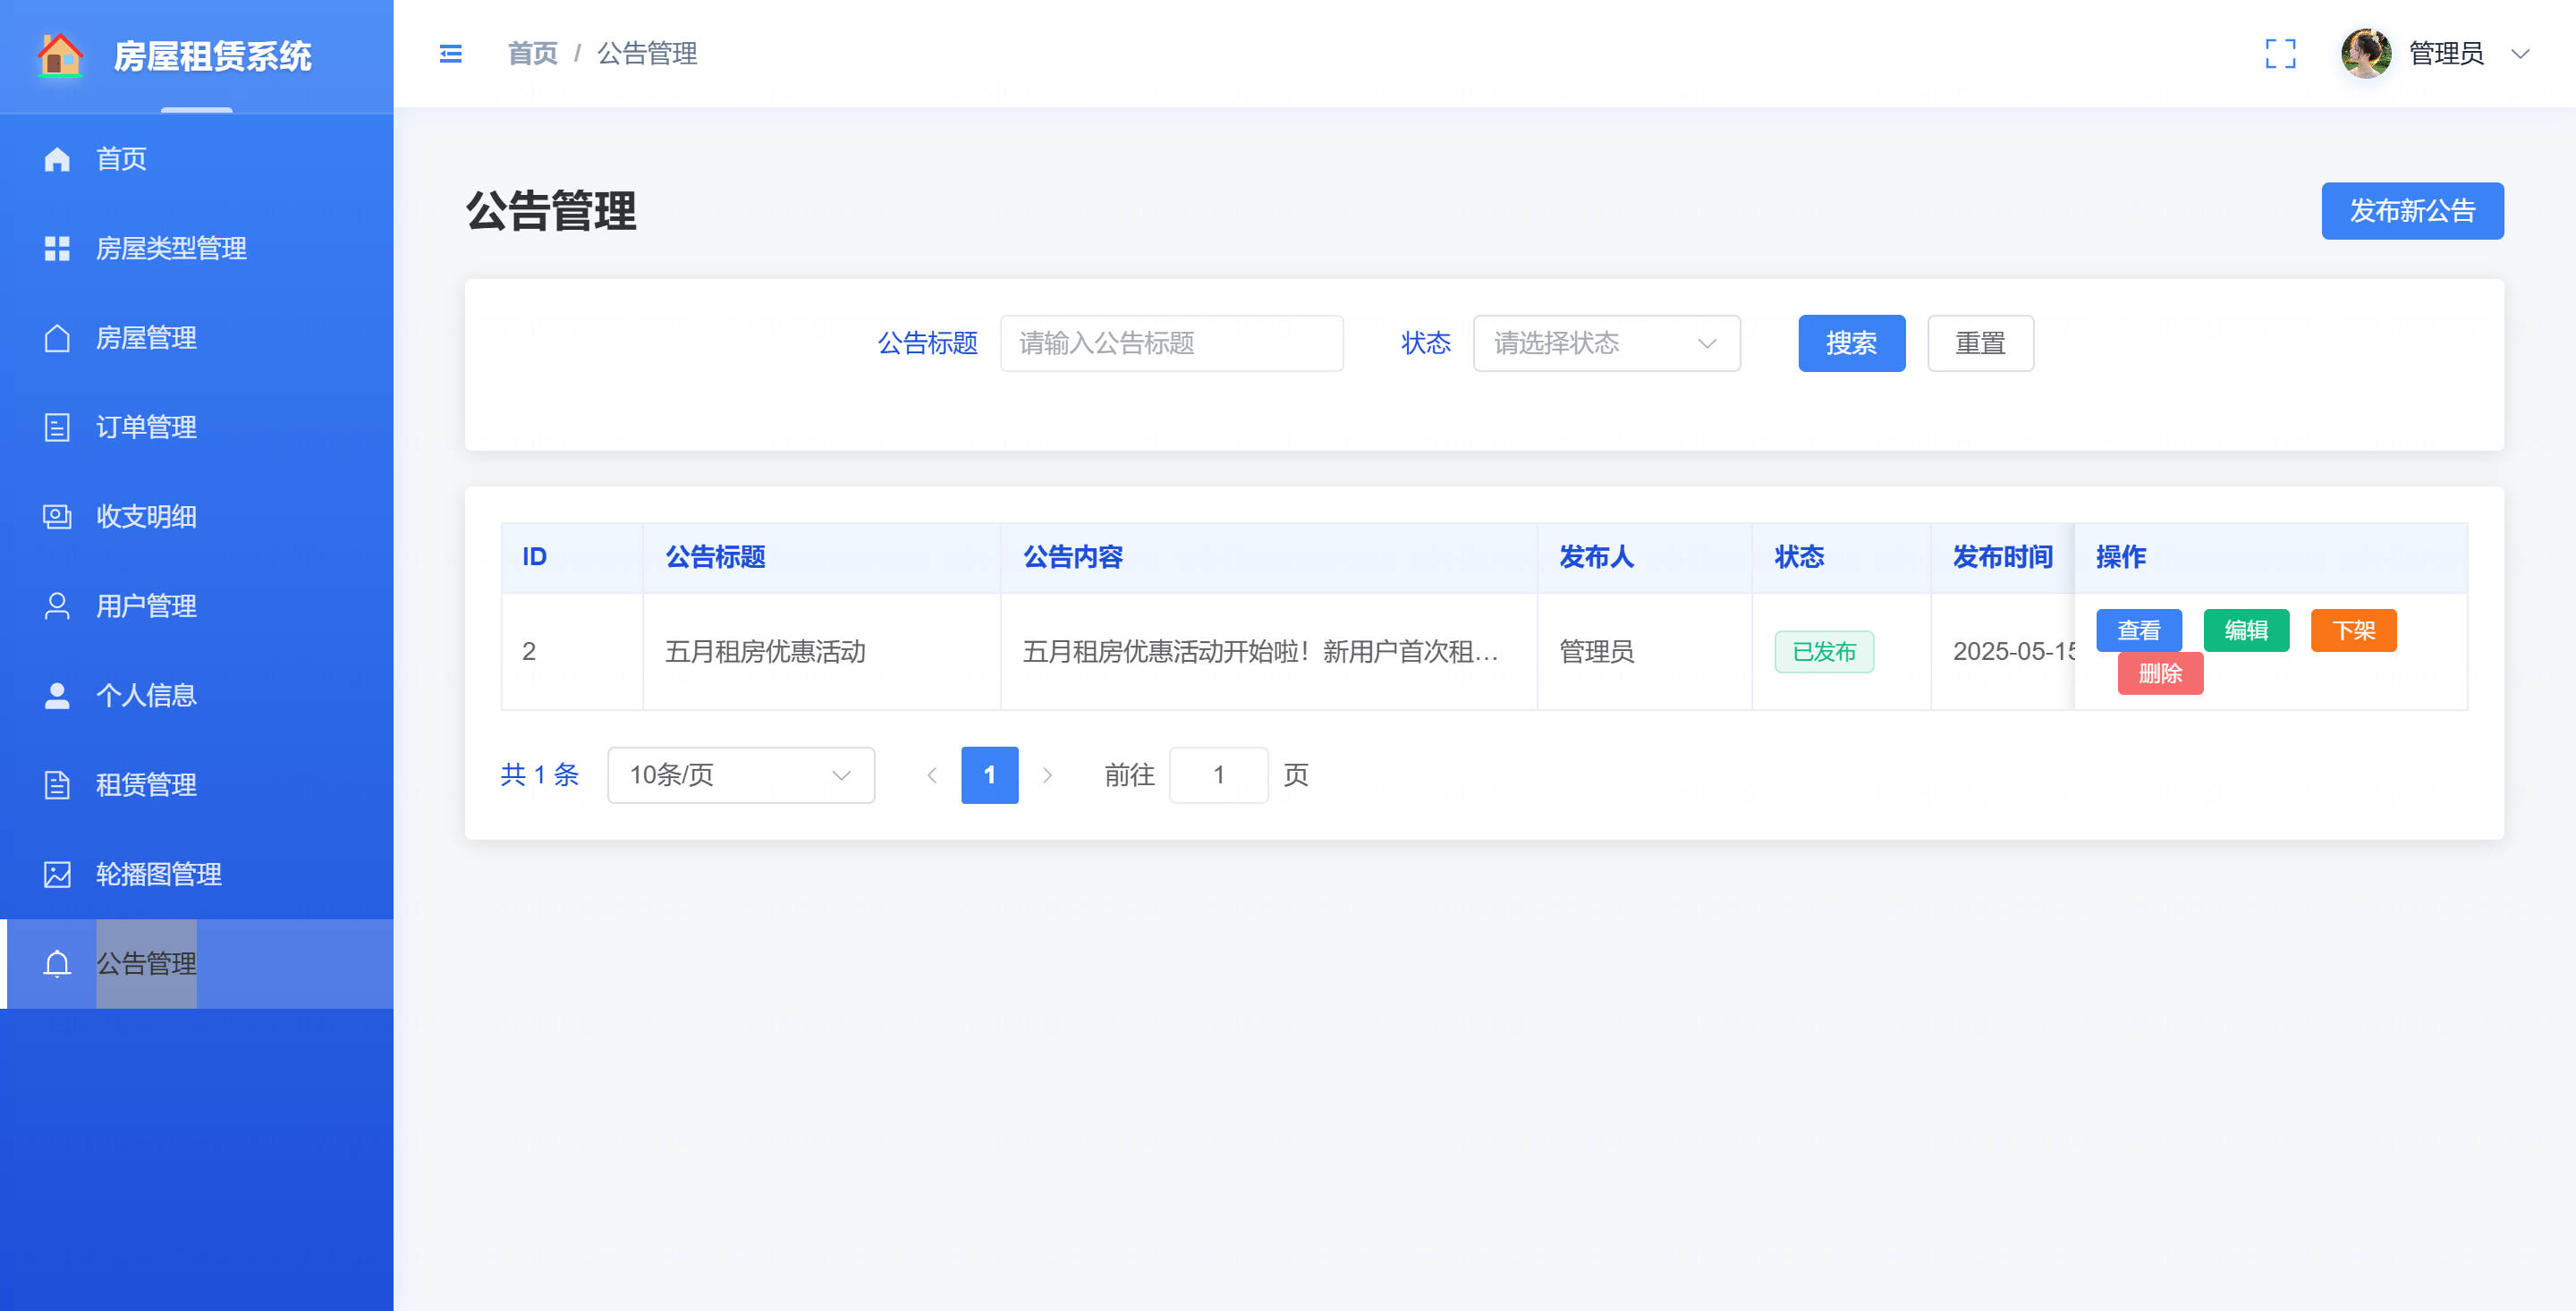 房屋租赁系统
首页 / 公告管理
管理员
首页
房屋类型管理
房屋管理
订单管理
收支明细
用户管理
个人信息
租赁管理
轮播图管理
公告管理
公告管理
发布新公告
公告标题 请输入公告标题 状态 请选择状态 搜索 重置
ID 公告标题 公告内容 发布人 状态 发布时间 操作
2 五月租房优惠活动 五月租房优惠活动开始啦！新用户首次租... 管理员 已发布 2025-05-15 查看 编辑 下架
删除
共 1 条 10条/页 1 前往 1 页